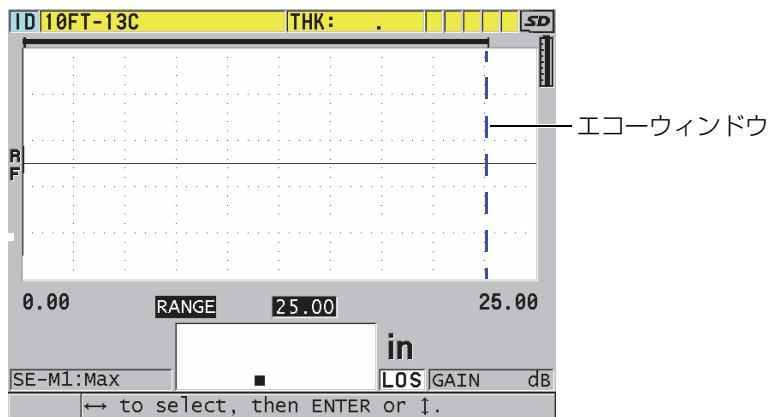 ID 10FT-13C THK: . SD
エコーウィンドウ
R
F
0.00 RANGE 25.00 25.00
in
SE-M1:Max LOS GAIN dB
↔ to select, then ENTER or ↕.